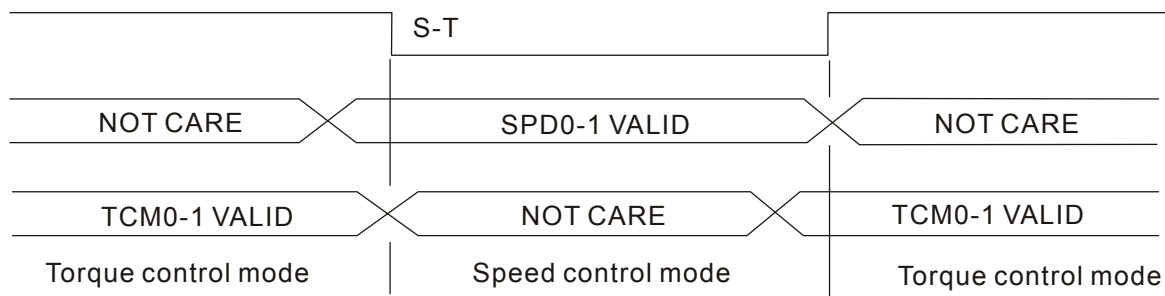 S-T
NOT CARE SPD0-1 VALID NOT CARE
TCM0-1 VALID NOT CARE TCM0-1 VALID
Torque control mode Speed control mode Torque control mode